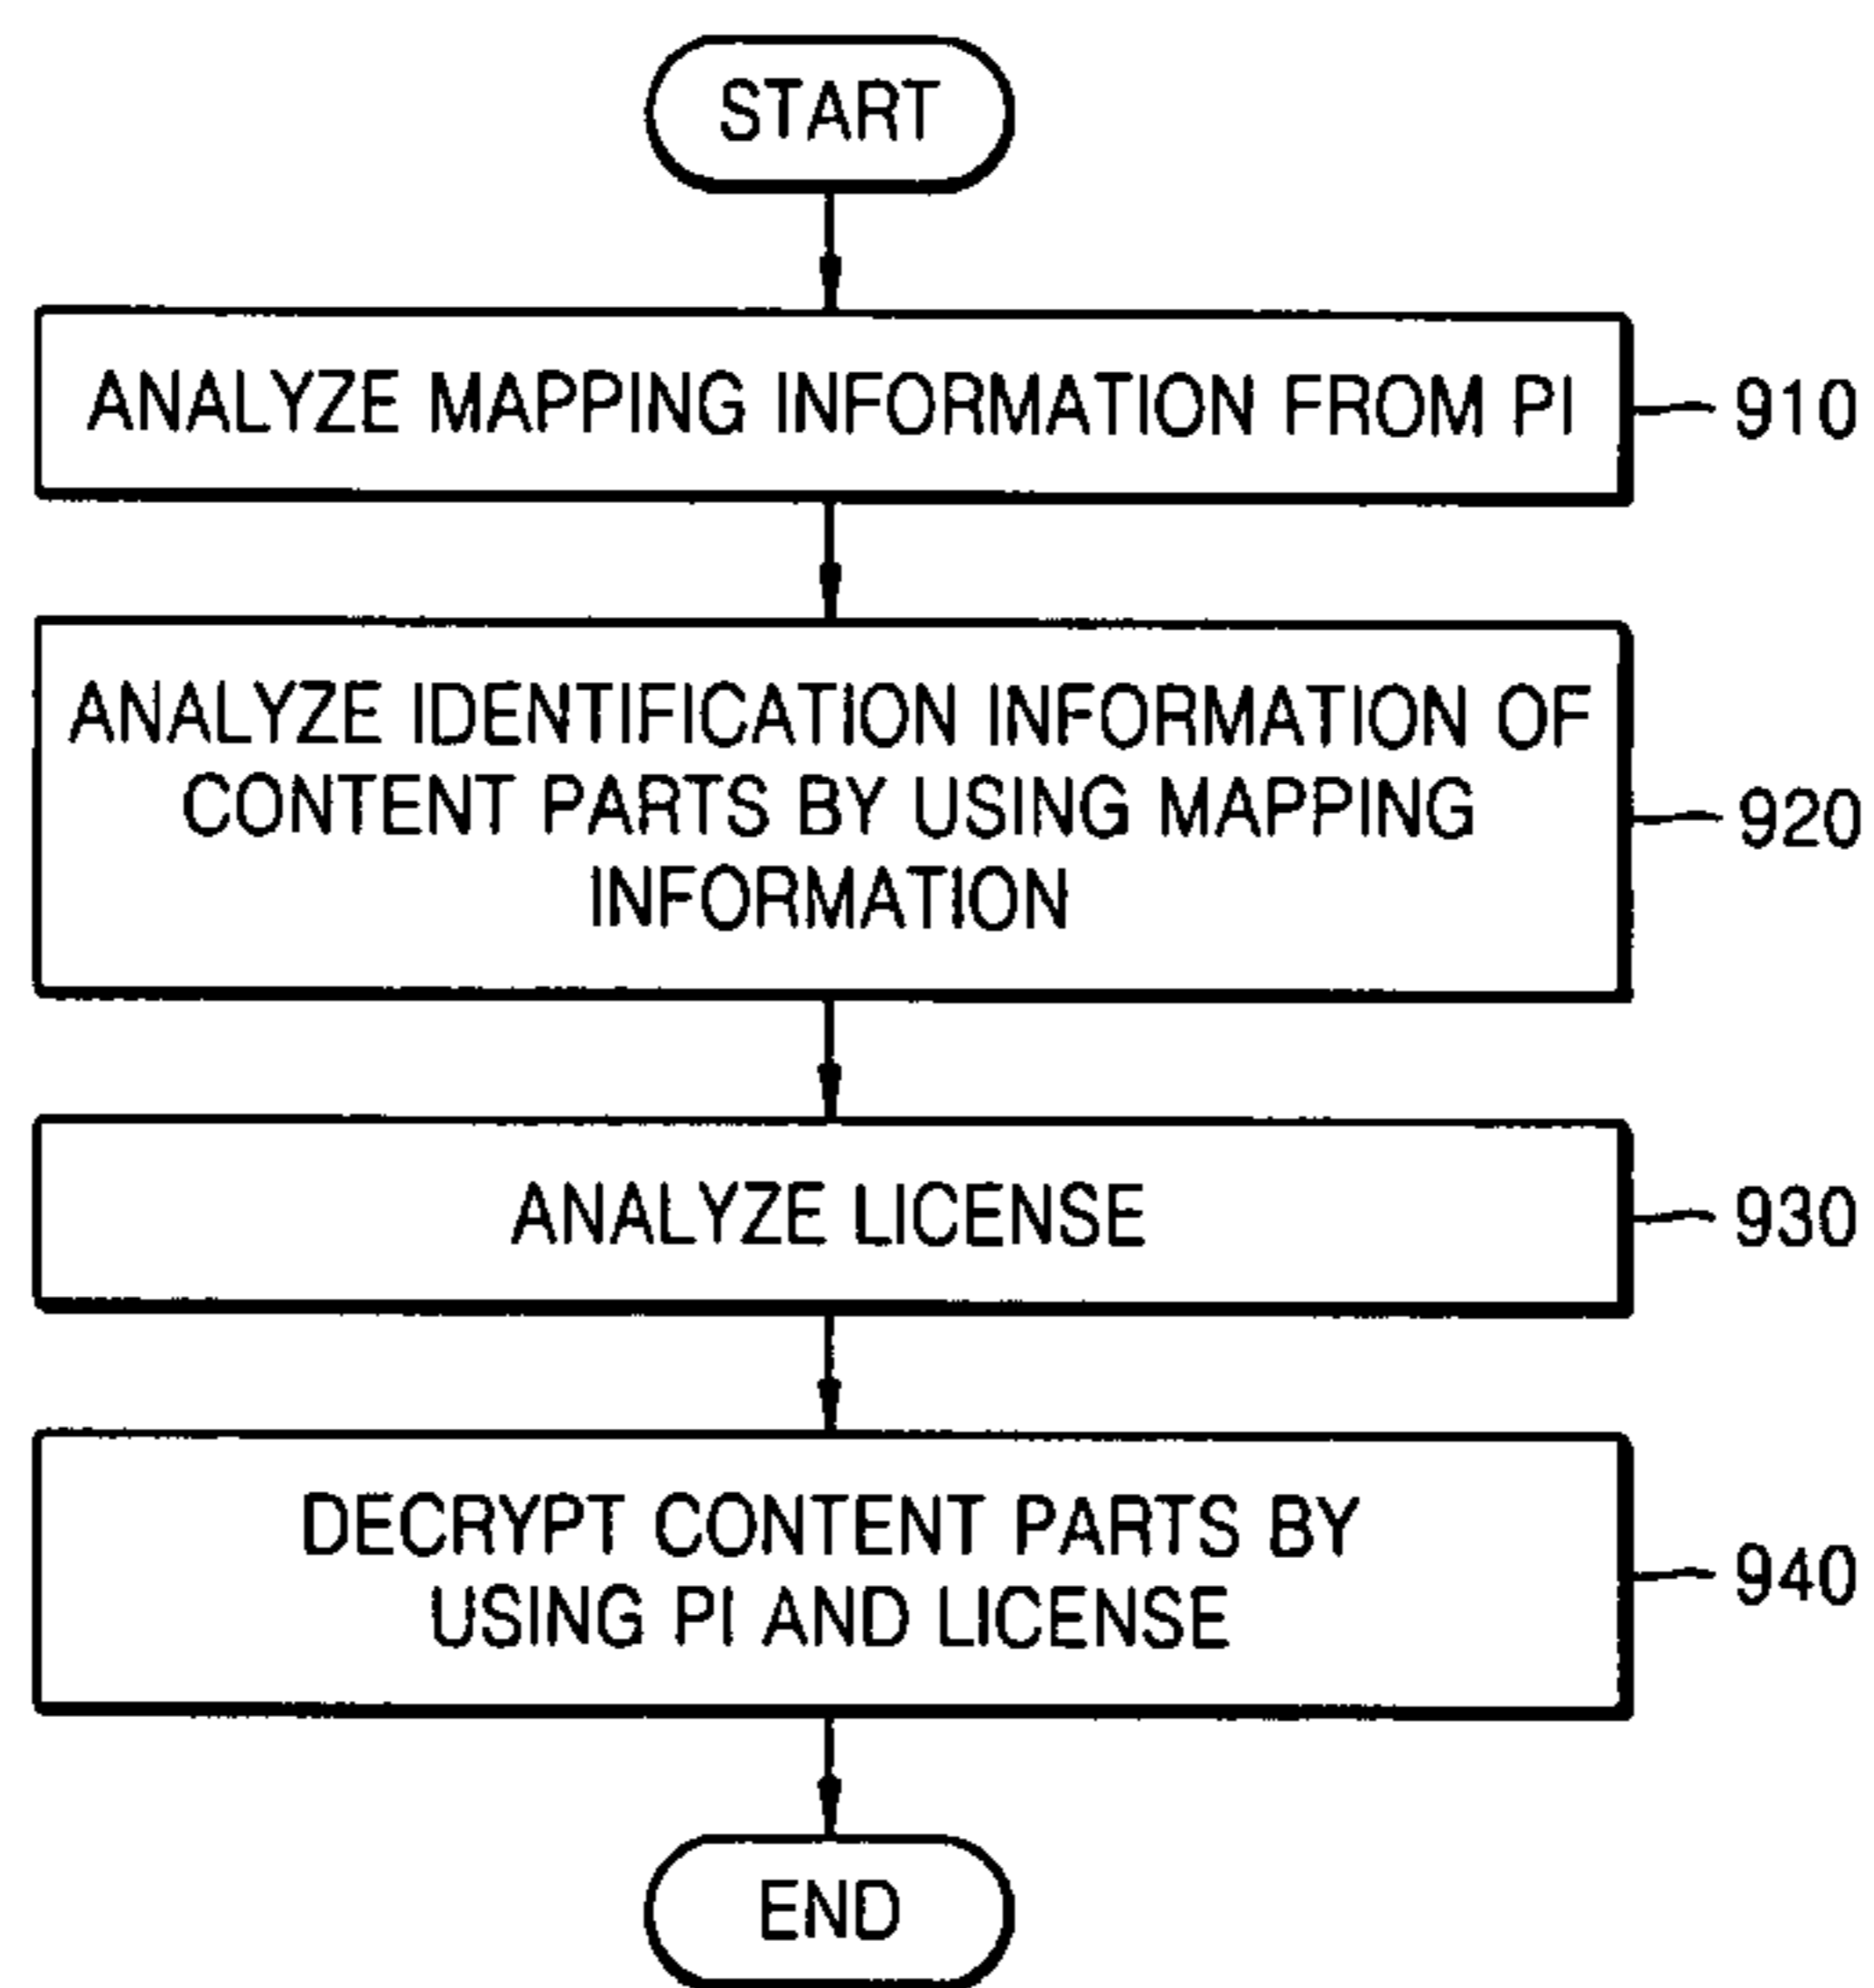 START
ANALYZE MAPPING INFORMATION FROM PI
910
ANALYZE IDENTIFICATION INFORMATION OF
CONTENT PARTS BY USING MAPPING
INFORMATION
920
ANALYZE LICENSE
930
DECRYPT CONTENT PARTS BY
USING PI AND LICENSE
940
END